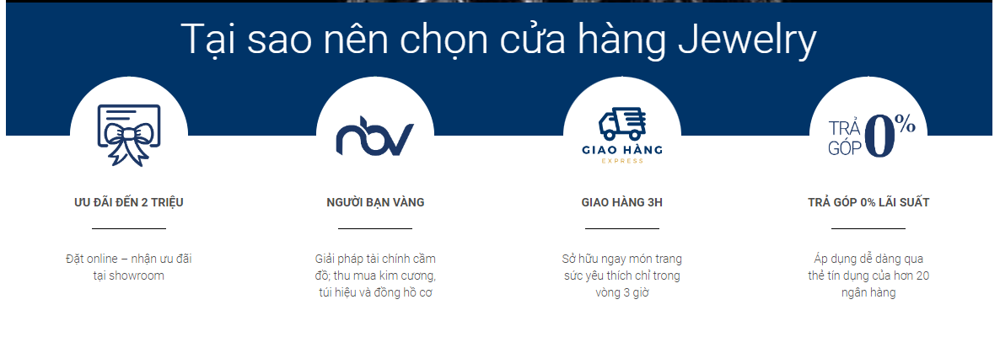 Tại sao nên chọn cửa hàng Jewelry
nbv
GIAO HÀNG
EXPRESS
TRẢ
GÓP 0%
ƯU ĐÃI ĐẾN 2 TRIỆU
NGƯỜI BẠN VÀNG
GIAO HÀNG 3H
TRẢ GÓP 0% LÃI SUẤT
Đặt online – nhận ưu đãi
tại showroom
Giải pháp tài chính cầm
đồ; thu mua kim cương,
túi hiệu và đồng hồ cơ
Sở hữu ngay món trang
sức yêu thích chỉ trong
vòng 3 giờ
Áp dụng dễ dàng qua
thẻ tín dụng của hơn 20
ngân hàng